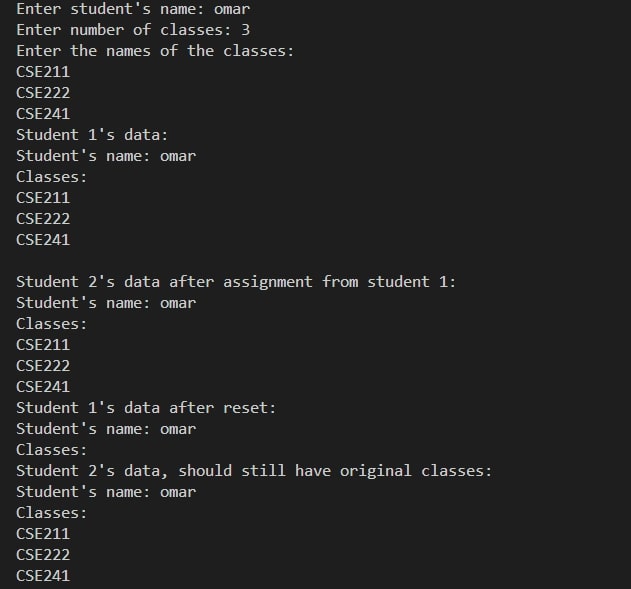 Enter student's name: omar
Enter number of classes: 3
Enter the names of the classes:
CSE211
CSE222
CSE241
Student 1's data:
Student's name: omar
Classes:
CSE211
CSE222
CSE241
Student 2's data after assignment from student 1:
Student's name: omar
Classes:
CSE211
CSE222
CSE241
Student 1's data after reset:
Student's name: omar
Classes:
Student 2's data, should still have original classes:
Student's name: omar
Classes:
CSE211
CSE222
CSE241